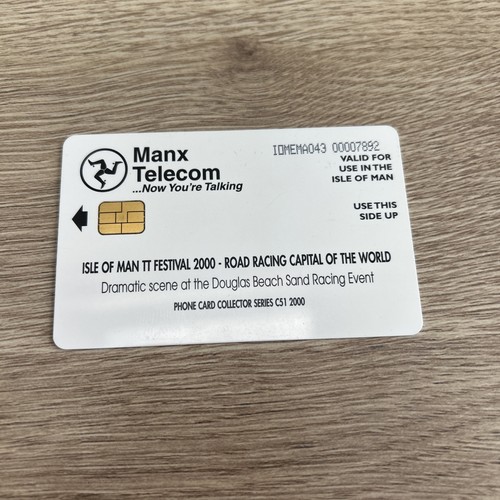 Manx
Telecom
...Now You're Talking
IOMEMA043 00007892
VALID FOR
USE IN THE
ISLE OF MAN
USE THIS
SIDE UP
ISLE OF MAN TT FESTIVAL 2000 - ROAD RACING CAPITAL OF THE WORLD
Dramatic scene at the Douglas Beach Sand Racing Event
PHONE CARD COLLECTOR SERIES C51 2000